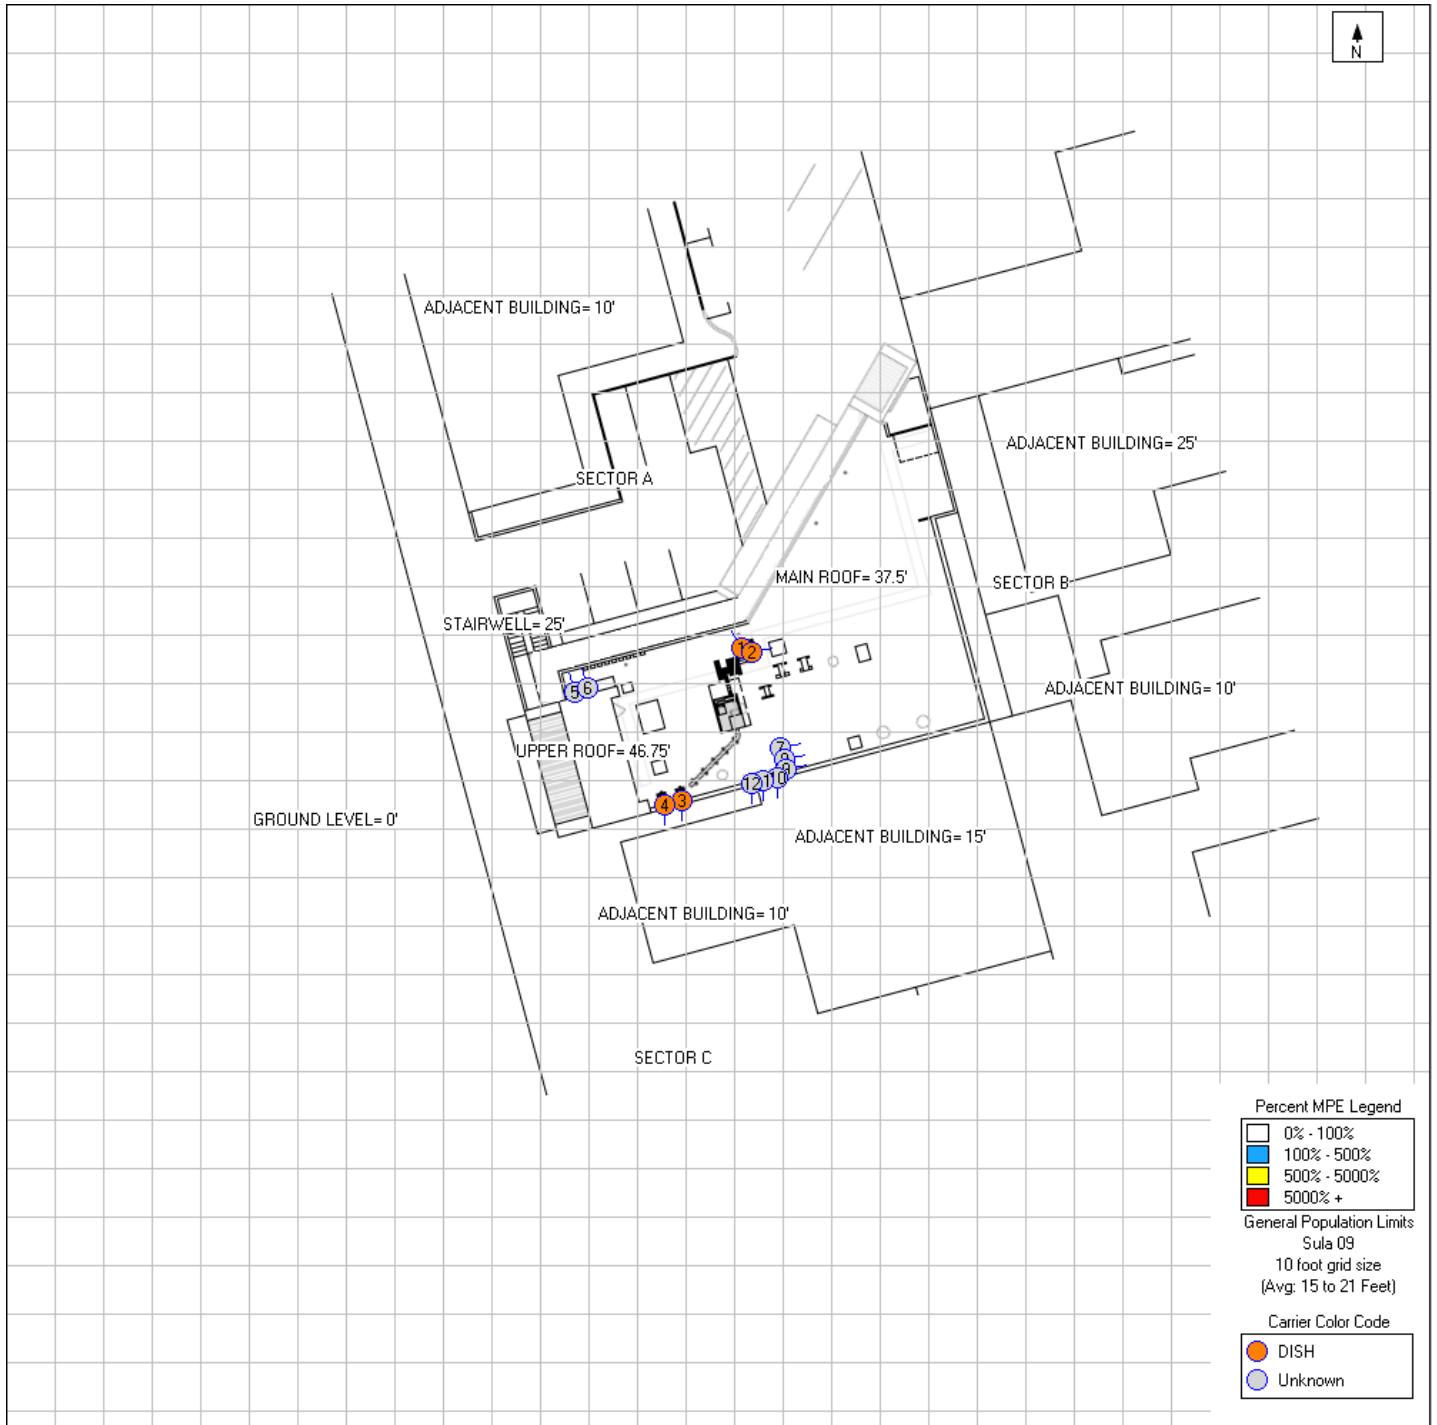 N
ADJACENT BUILDING= 10'
ADJACENT BUILDING= 25'
SECTOR A
MAIN ROOF= 37.5'
SECTOR B
STAIRWELL= 25'
1
2
5
6
ADJACENT BUILDING= 10'
UPPER ROOF= 46.75'
7
8
9
12
11
10
4
3
GROUND LEVEL= 0'
ADJACENT BUILDING= 15'
ADJACENT BUILDING= 10'
SECTOR C
Percent MPE Legend
0% - 100%
100% - 500%
500% - 5000%
5000% +
General Population Limits
Sula 09
10 foot grid size
(Avg: 15 to 21 Feet)
Carrier Color Code
DISH
Unknown